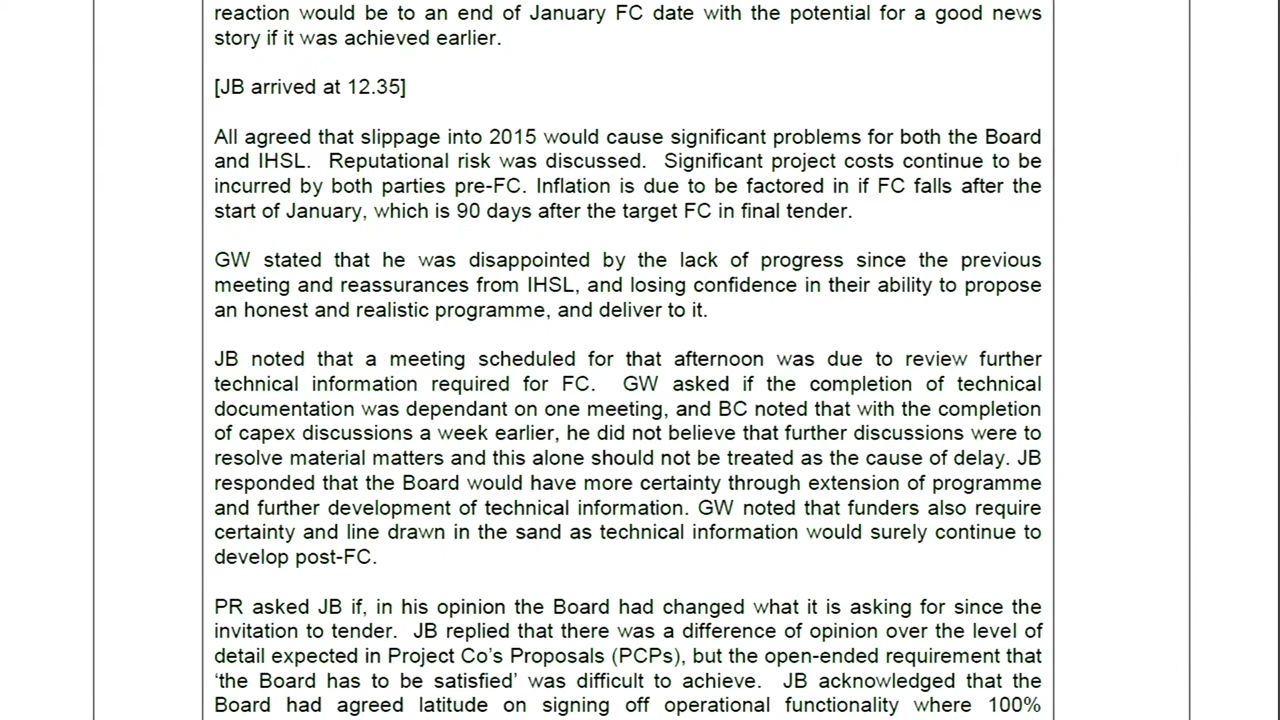 reaction would be to an end of January FC date with the potential for a good news
story if it was achieved earlier.
[JB arrived at 12.35]
All agreed that slippage into 2015 would cause significant problems for both the Board
and IHSL.  Reputational risk was discussed.  Significant project costs continue to be
incurred by both parties pre-FC. Inflation is due to be factored in if FC falls after the
start of January, which is 90 days after the target FC in final tender.
GW stated that he was disappointed by the lack of progress since the previous
meeting and reassurances from IHSL, and losing confidence in their ability to propose
an honest and realistic programme, and deliver to it.
JB noted that a meeting scheduled for that afternoon was due to review further
technical information required for FC.  GW asked if the completion of technical
documentation was dependant on one meeting, and BC noted that with the completion
of capex discussions a week earlier, he did not believe that further discussions were to
resolve material matters and this alone should not be treated as the cause of delay. JB
responded that the Board would have more certainty through extension of programme
and further development of technical information. GW noted that funders also require
certainty and line drawn in the sand as technical information would surely continue to
develop post-FC.
PR asked JB if, in his opinion the Board had changed what it is asking for since the
invitation to tender.  JB replied that there was a difference of opinion over the level of
detail expected in Project Co's Proposals (PCPs), but the open-ended requirement that
'the Board has to be satisfied' was difficult to achieve.  JB acknowledged that the
Board had agreed latitude on signing off operational functionality where 100%